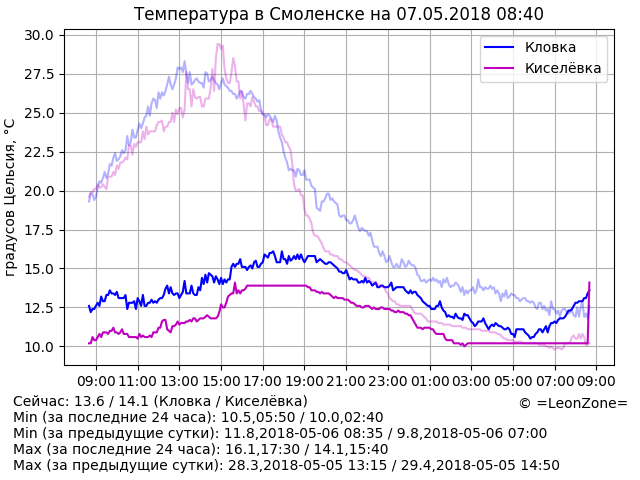 Температура в Смоленске на 07.05.2018 08:40
градусов Цельсия, °C
30.0
27.5
25.0
22.5
20.0
17.5
15.0
12.5
10.0
Кловка
Киселёвка
09:00 11:00 13:00 15:00 17:00 19:00 21:00 23:00 01:00 03:00 05:00 07:00 09:00
© =LeonZone=
Сейчас: 13.6 / 14.1 (Кловка / Киселёвка)
Min (за последние 24 часа): 10.5,05:50 / 10.0,02:40
Min (за предыдущие сутки): 11.8,2018-05-06 08:35 / 9.8,2018-05-06 07:00
Max (за последние 24 часа): 16.1,17:30 / 14.1,15:40
Max (за предыдущие сутки): 28.3,2018-05-05 13:15 / 29.4,2018-05-05 14:50